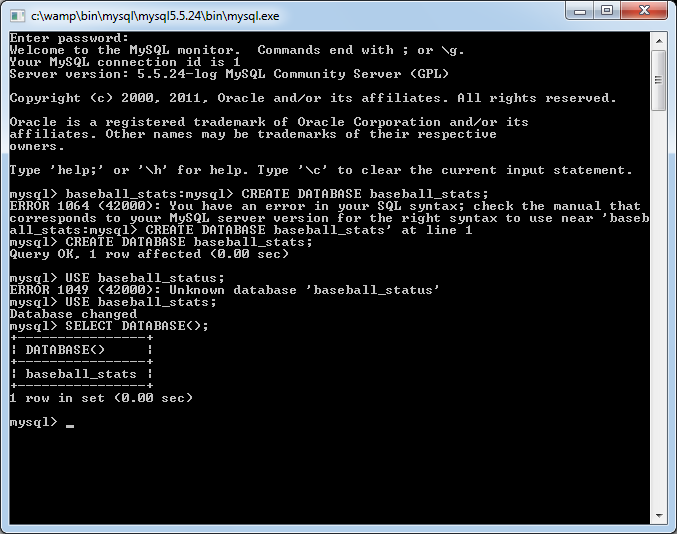 c:\wamp\bin\mysql\mysql5.5.24\bin\mysql.exe
Enter password:
Welcome to the MySQL monitor.  Commands end with ; or \g.
Your MySQL connection id is 1
Server version: 5.5.24-log MySQL Community Server (GPL)
Copyright (c) 2000, 2011, Oracle and/or its affiliates. All rights reserved.
Oracle is a registered trademark of Oracle Corporation and/or its
affiliates. Other names may be trademarks of their respective
owners.
Type 'help;' or '\h' for help. Type '\c' to clear the current input statement.
mysql> baseball_stats:mysql> CREATE DATABASE baseball_stats;
ERROR 1064 (42000): You have an error in your SQL syntax; check the manual that
corresponds to your MySQL server version for the right syntax to use near 'baseb
all_stats:mysql> CREATE DATABASE baseball_stats' at line 1
mysql> CREATE DATABASE baseball_stats;
Query OK, 1 row affected (0.00 sec)
mysql> USE baseball_status;
ERROR 1049 (42000): Unknown database 'baseball_status'
mysql> USE baseball_stats;
Database changed
mysql> SELECT DATABASE();
+----------------+
| DATABASE()     |
+----------------+
| baseball_stats |
+----------------+
1 row in set (0.00 sec)
mysql> _